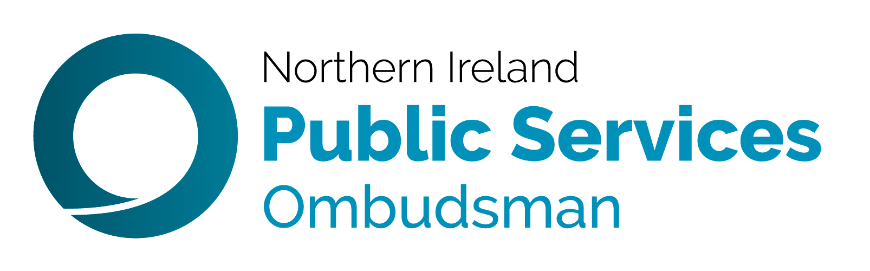 Northern Ireland
Public Services
Ombudsman